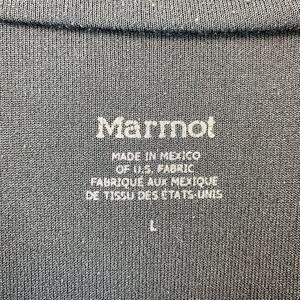 Marmot
MADE IN MEXICO
OF U.S. FABRIC
FABRIQUÉ AUX MEXIQUE
DE TISSU DES ÉTATS-UNIS
L